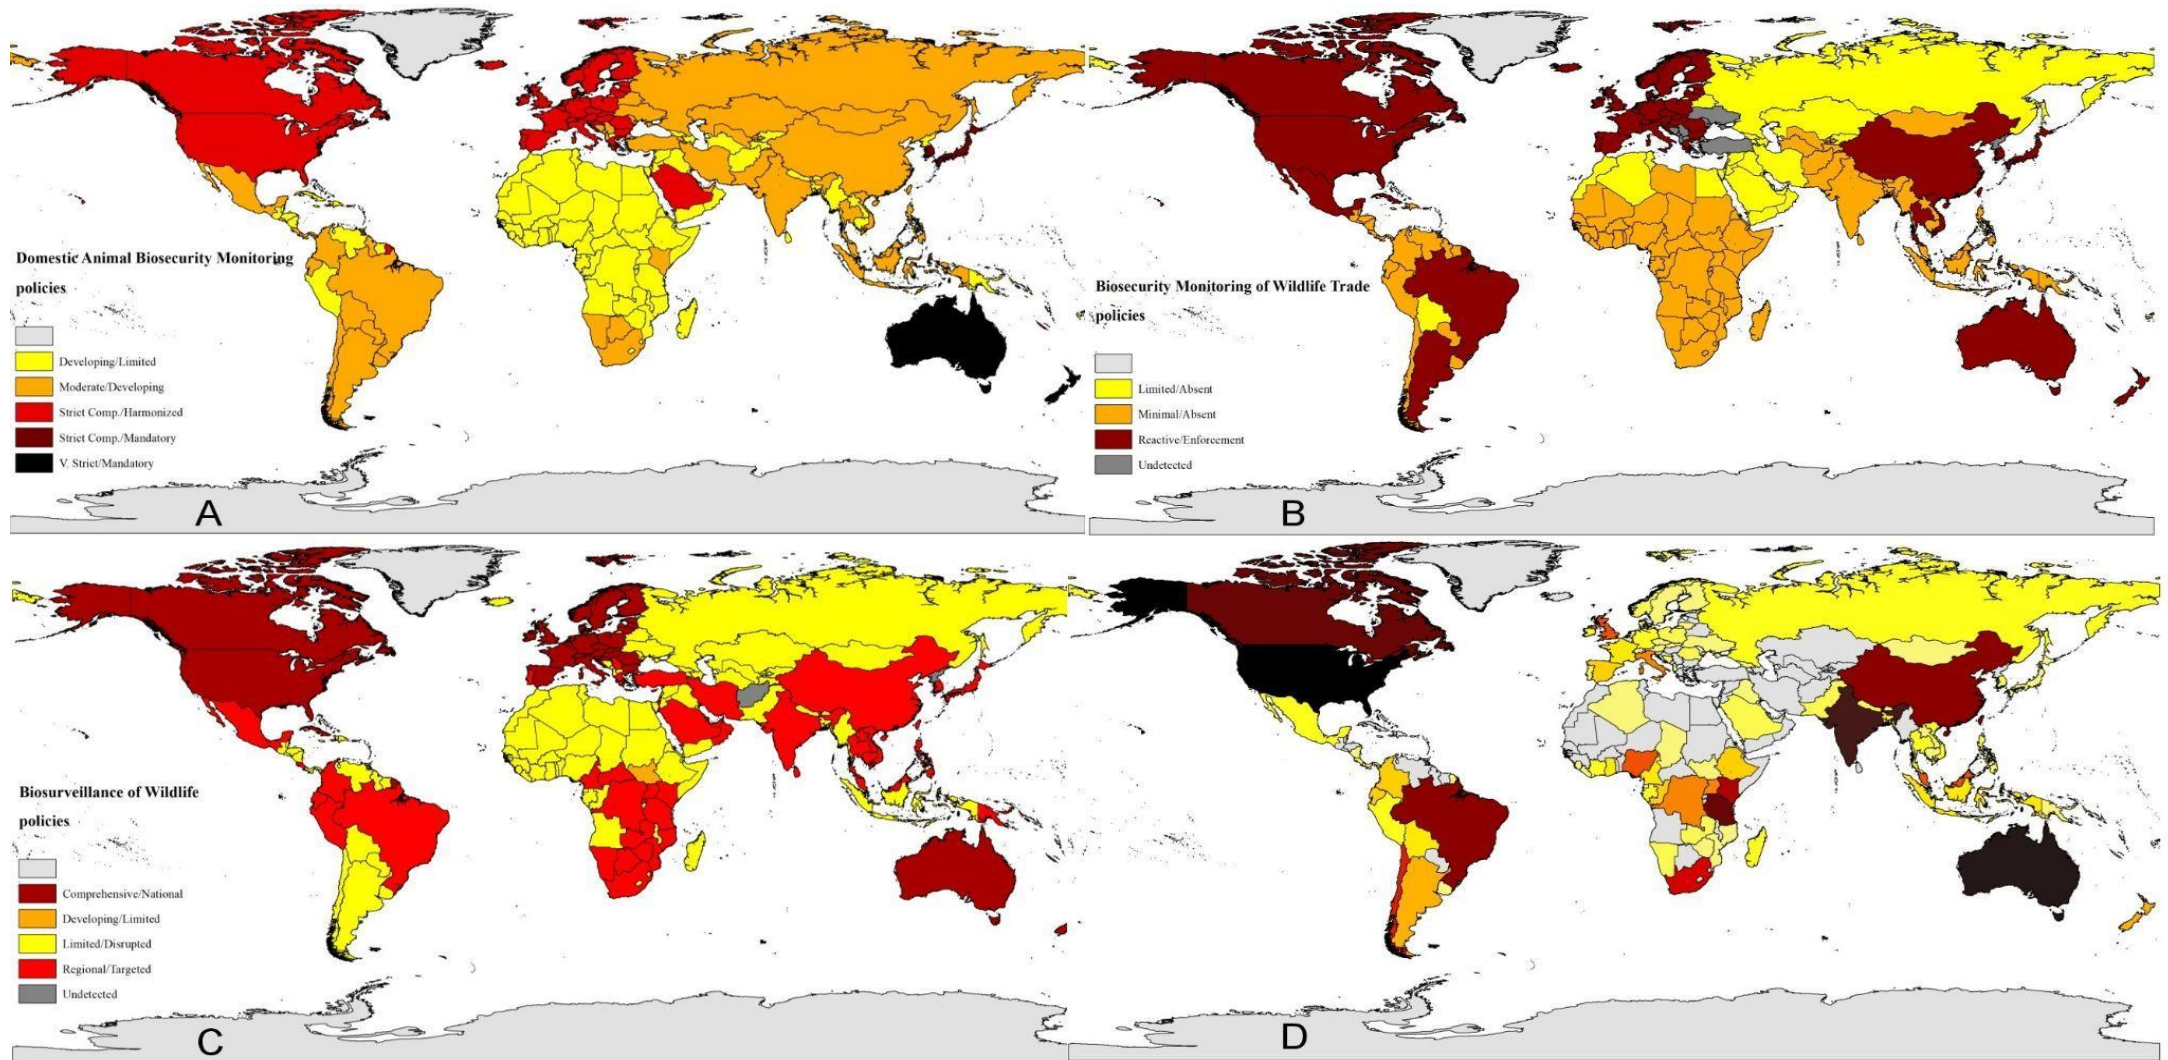 Domestic Animal Biosecurity Monitoring
policies
Developing/Limited
Moderate/Developing
Strict Comp./Harmonized
Strict Comp./Mandatory
V. Strict/Mandatory
A
Biosecurity Monitoring of Wildlife Trade
policies
Limited/Absent
Minimal/Absent
Reactive/Enforcement
Undetected
B
Biosurveillance of Wildlife
policies
Comprehensive/National
Developing/Limited
Limited/Disrupted
Regional/Targeted
Undetected
C
D